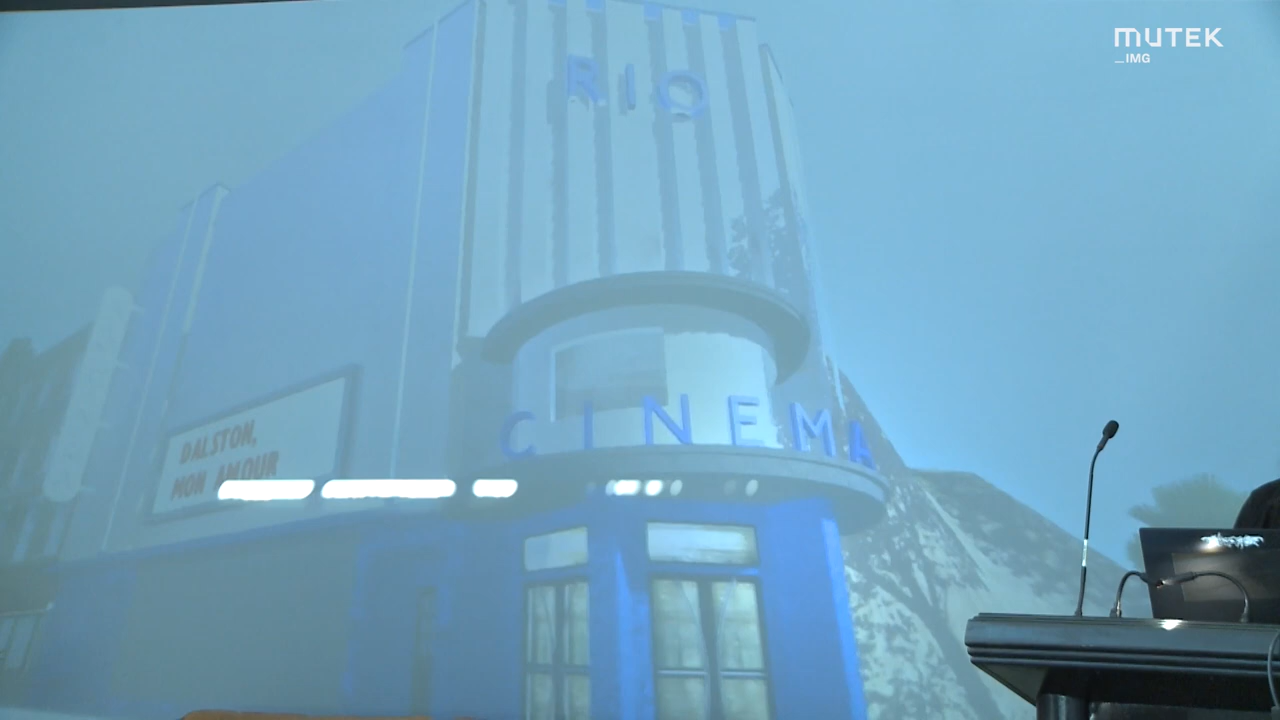 MUTEK
_IMG
RIO
CINEMA
DALSTON,
MON AMOUR